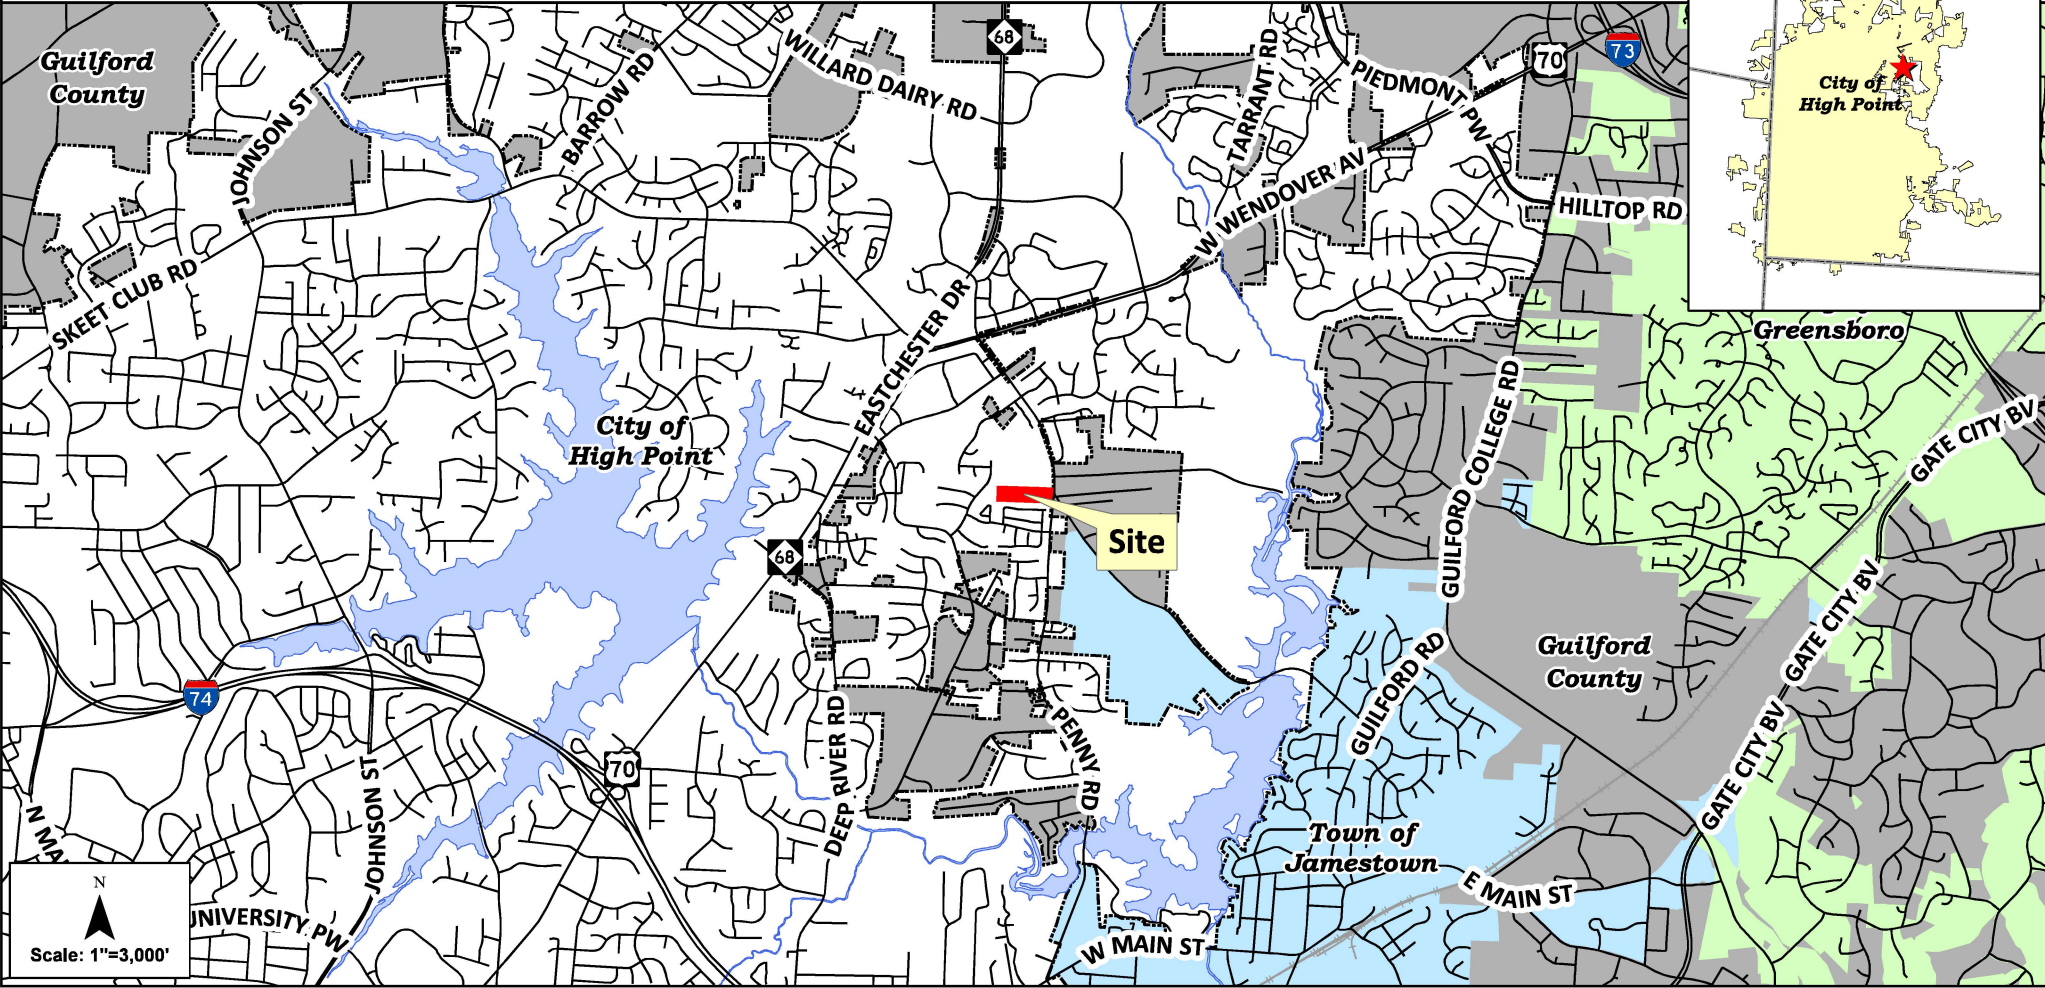 Guilford
County
JOHNSON ST
BARROW RD
WILLARD DAIRY RD
68
TARRANT RD
PIEDMONT PW
70
73
City of
High Point
HILLTOP RD
W WENDOVER AV
SKEET CLUB RD
EASTCHESTER DR
Greensboro
City of
High Point
GUILFORD COLLEGE RD
GATE CITY BV
Site
68
GATE CITY BV
GUILFORD RD
Guilford
County
74
70
DEEP RIVER RD
PENNY RD
GATE CITY BV
JOHNSON ST
Town of
Jamestown
E MAIN ST
W MAIN ST
UNIVERSITY PW
N
Scale: 1"=3,000'